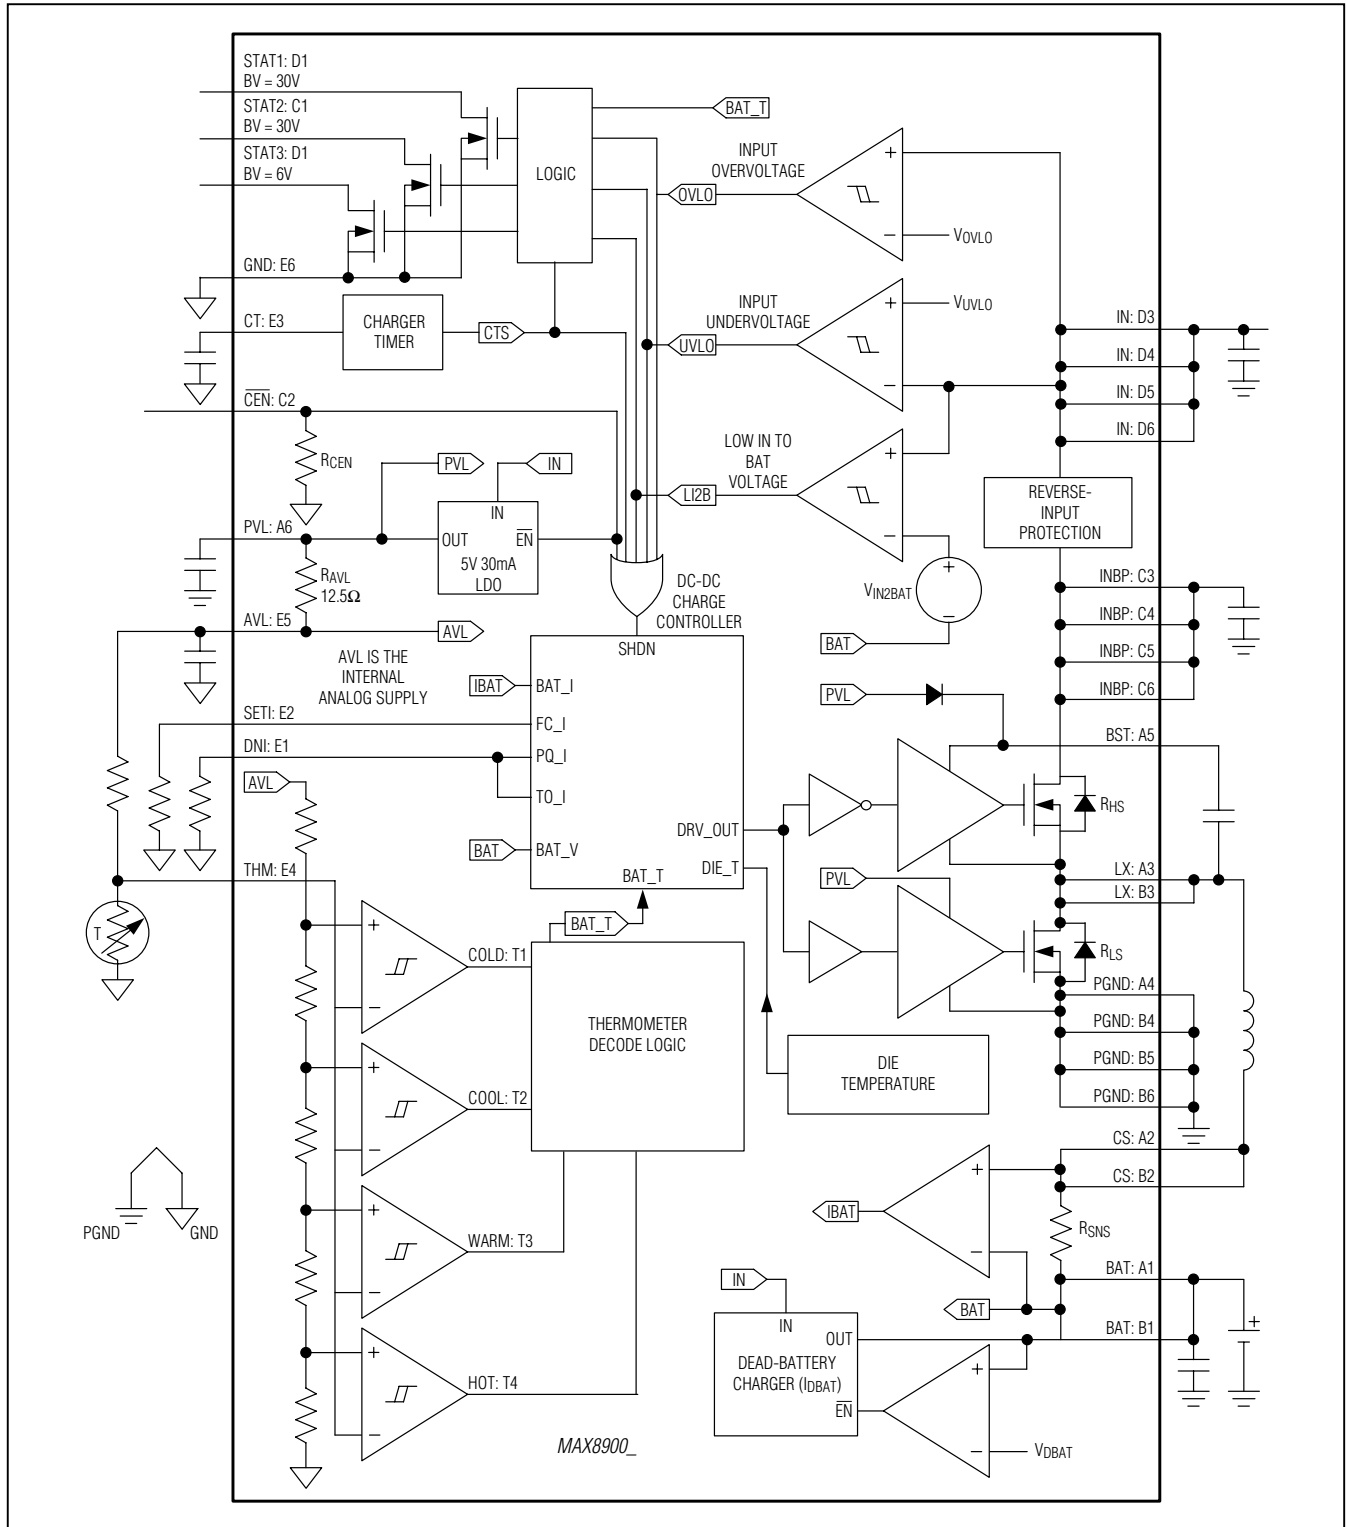 STAT1: D1
BV = 30V
STAT2: C1
BV = 30V
STAT3: D1
BV = 6V
LOGIC
BAT_T
INPUT
OVERVOLTAGE
OVLO
+
−
VOVLO
GND: E6
CT: E3
CHARGER
TIMER
CTS
INPUT
UNDERVOLTAGE
UVLO
+
−
VUVLO
IN: D3
IN: D4
IN: D5
IN: D6
CEN: C2
RCEN
PVL
IN
LOW IN TO
BAT
VOLTAGE
LI2B
+
−
REVERSE-
INPUT
PROTECTION
PVL: A6
IN
OUT
EN
5V 30mA
LDO
RAVL
12.5Ω
DC-DC
CHARGE
CONTROLLER
VIN2BAT
+
−
BAT
INBP: C3
INBP: C4
INBP: C5
INBP: C6
AVL: E5
AVL
AVL IS THE
INTERNAL
ANALOG SUPPLY
SHDN
IBAT
BAT_I
PVL
SETI: E2
FC_I
DNI: E1
PQ_I
BST: A5
AVL
TO_I
RHS
DRV_OUT
BAT
BAT_V
THM: E4
BAT_T
DIE_T
PVL
LX: A3
LX: B3
T
+
−
COLD: T1
BAT_T
RLS
THERMOMETER
DECODE LOGIC
PGND: A4
PGND: B4
PGND: B5
PGND: B6
DIE
TEMPERATURE
+
−
COOL: T2
CS: A2
CS: B2
+
−
IBAT
RSNS
PGND
GND
+
−
WARM: T3
IN
BAT
BAT: A1
BAT: B1
+
IN
OUT
DEAD-BATTERY
CHARGER (IDBAT)
EN
+
−
VDBAT
+
−
HOT: T4
MAX8900_